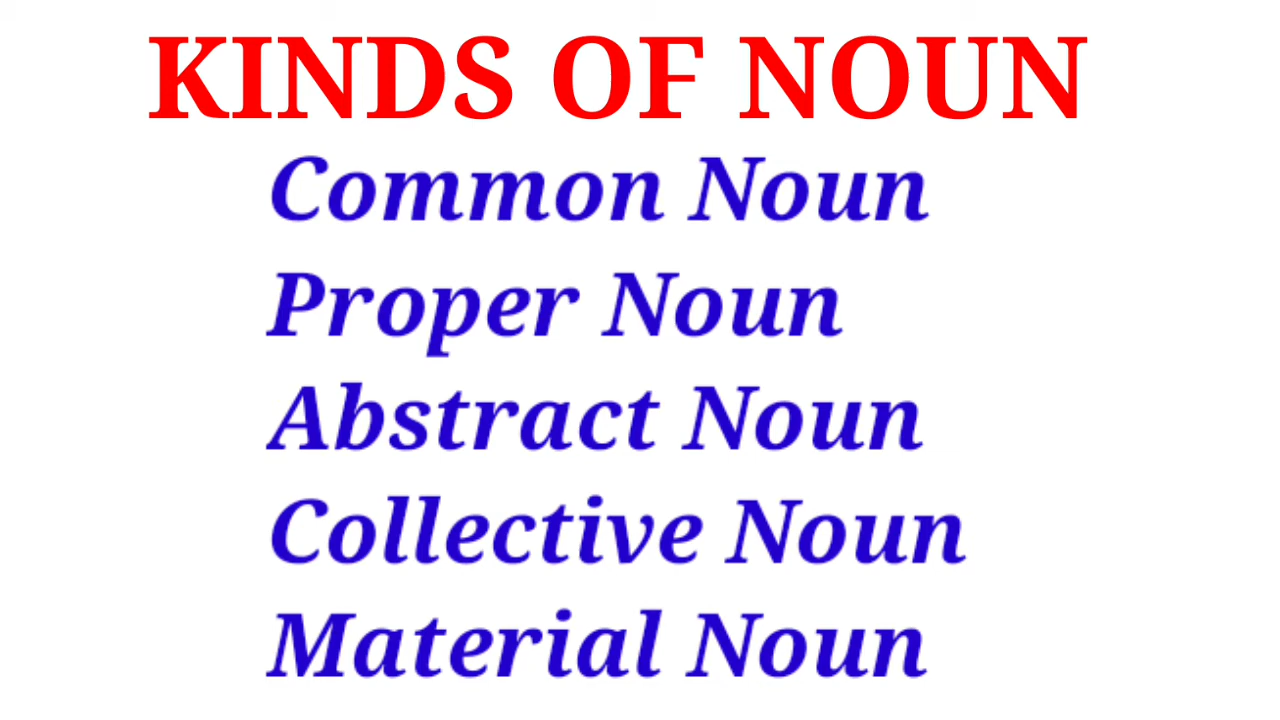 KINDS OF NOUN
Common Noun
Proper Noun
Abstract Noun
Collective Noun
Material Noun